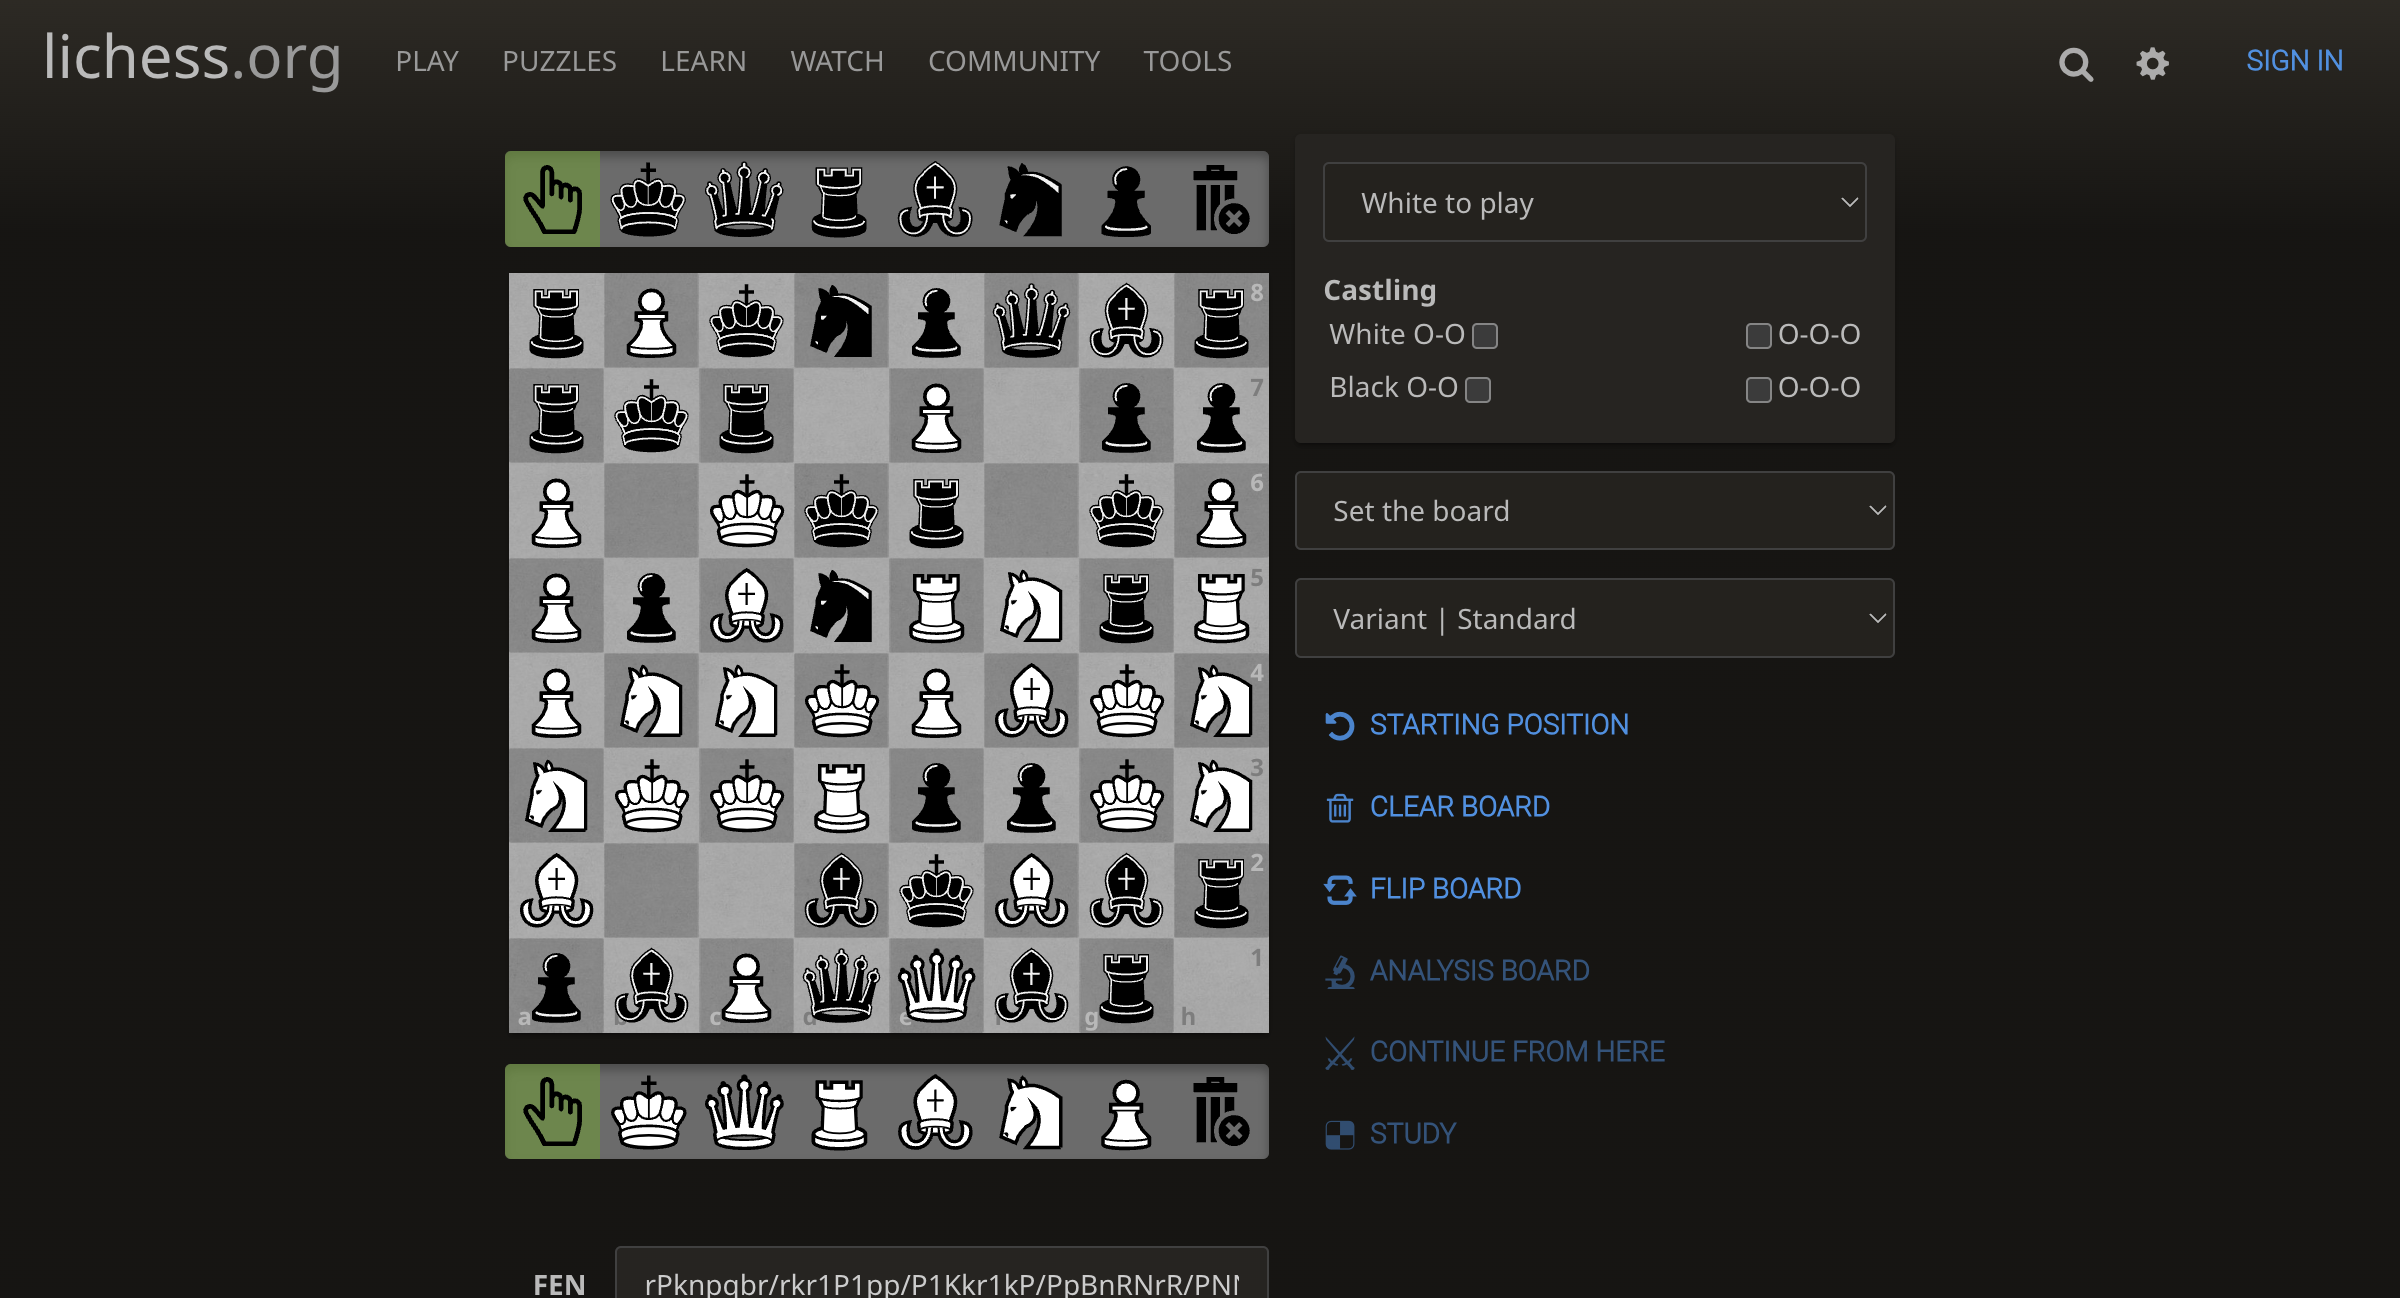 lichess.org PLAY PUZZLES LEARN WATCH COMMUNITY TOOLS SIGN IN
White to play
Castling
White O-O O-O-O
Black O-O O-O-O
Set the board
Variant | Standard
STARTING POSITION
CLEAR BOARD
FLIP BOARD
ANALYSIS BOARD
CONTINUE FROM HERE
STUDY
8
7
6
5
4
3
2
1
a b c d e f g h
FEN rPknpqbr/rkr1P1pp/P1Kkr1kP/PpBnRNrR/PN